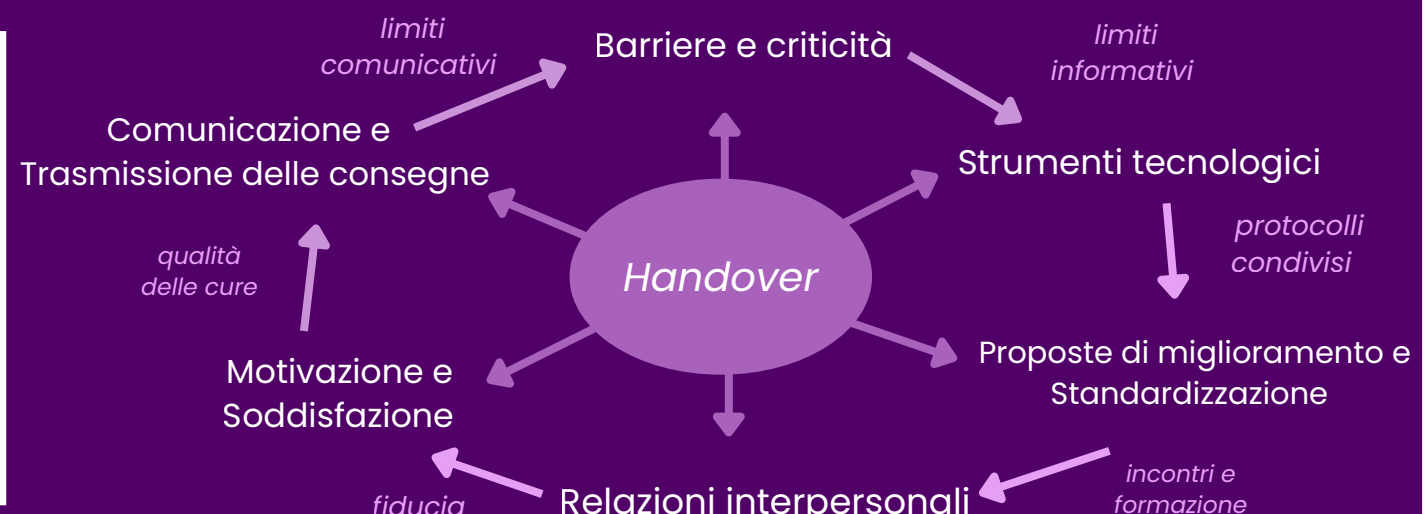 limiti
comunicativi
Barriere e criticità
limiti
informativi
Comunicazione e
Trasmissione delle consegne
Strumenti tecnologici
qualità
delle cure
Handover
protocolli
condivisi
Motivazione e
Soddisfazione
Proposte di miglioramento e
Standardizzazione
fiducia
Relazioni interpersonali
incontri e
formazione